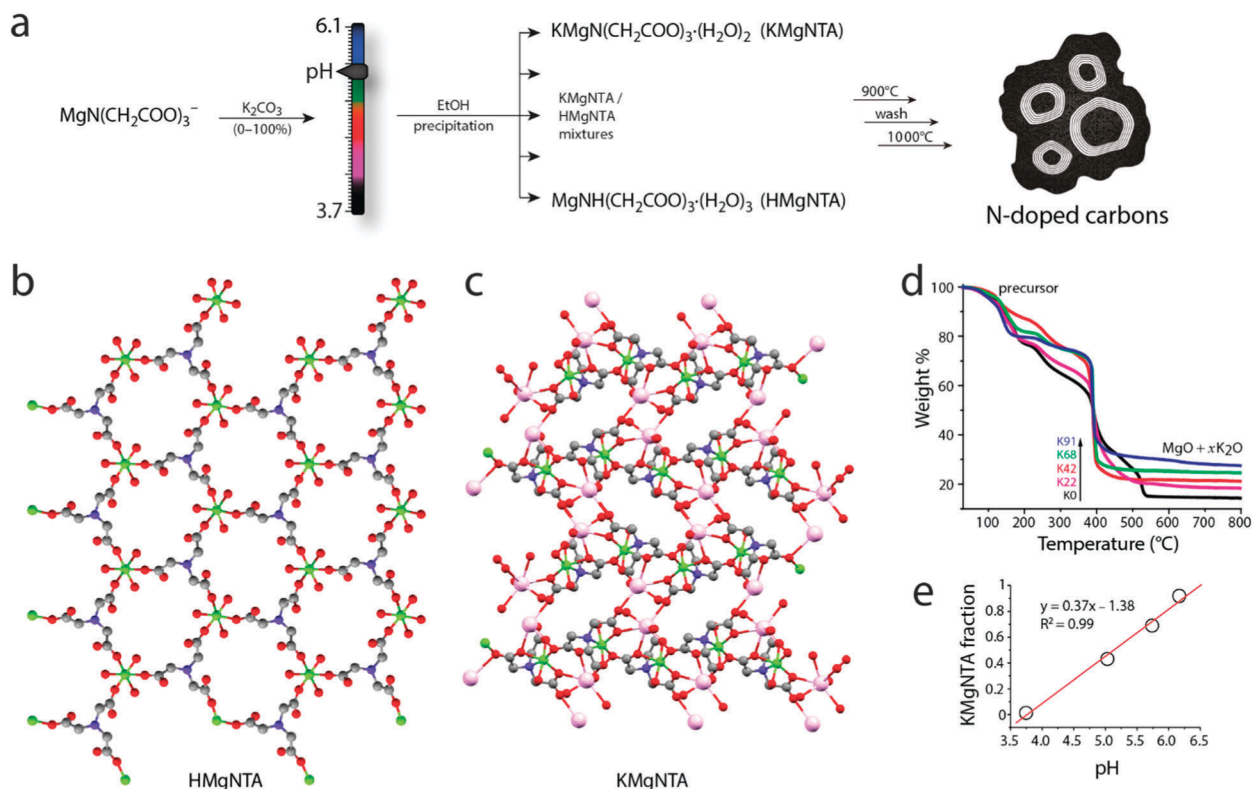 a
6.1
pH
3.7
MgN(CH₂COO)₃⁻
K₂CO₃
(0–100%)
EtOH
precipitation
KMgN(CH₂COO)₃·(H₂O)₂ (KMgNTA)
KMgNTA /
HMgNTA
mixtures
MgNH(CH₂COO)₃·(H₂O)₃ (HMgNTA)
900°C
wash
1000°C
N-doped carbons
b
HMgNTA
c
KMgNTA
d
precursor
Weight %
100
80
60
40
20
K91
K68
K42
K22
K0
MgO + xK2O
100 200 300 400 500 600 700 800
Temperature (°C)
e
KMgNTA fraction
1
0.8
0.6
0.4
0.2
0
y = 0.37x – 1.38
R² = 0.99
3.5 4.0 4.5 5.0 5.5 6.0 6.5
pH